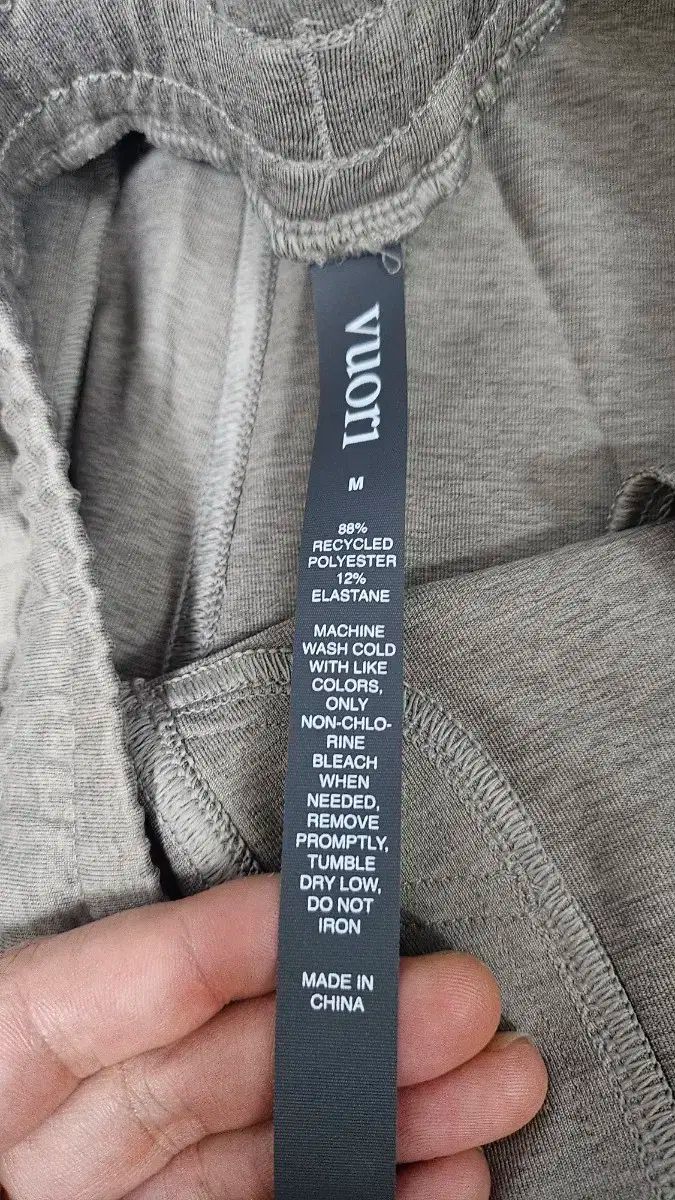 vuori
M
88%
RECYCLED
POLYESTER
12%
ELASTANE
MACHINE
WASH COLD
WITH LIKE
COLORS,
ONLY
NON-CHLO-
RINE
BLEACH
WHEN
NEEDED,
REMOVE
PROMPTLY,
TUMBLE
DRY LOW,
DO NOT
IRON
MADE IN
CHINA